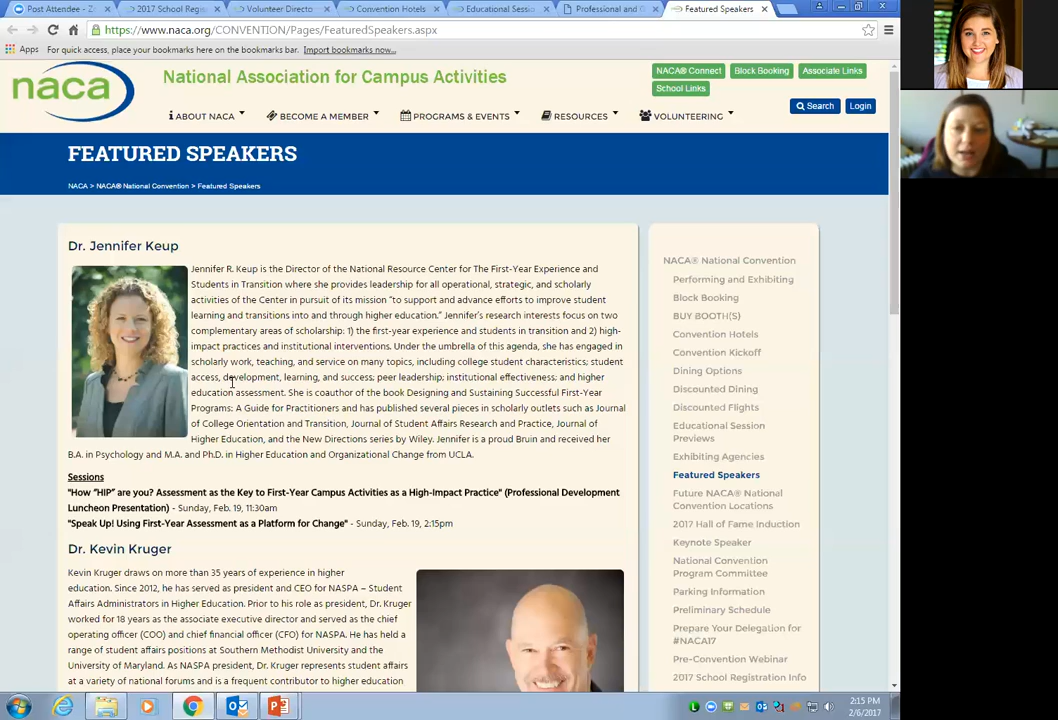 Post Attendee - Z
2017 School Regi
Volunteer Directo
Convention Hotels
Educational Sessi
Professional and
Featured Speakers
https://www.naca.org/CONVENTION/Pages/FeaturedSpeakers.aspx
Apps
For quick access, place your bookmarks here on the bookmarks bar. Import bookmarks now...
naca
National Association for Campus Activities
NACA® Connect
Block Booking
Associate Links
School Links
Search
Login
ABOUT NACA
BECOME A MEMBER
PROGRAMS & EVENTS
RESOURCES
VOLUNTEERING
FEATURED SPEAKERS
NACA > NACA® National Convention > Featured Speakers
Dr. Jennifer Keup
Jennifer R. Keup is the Director of the National Resource Center for The First-Year Experience and
Students in Transition where she provides leadership for all operational, strategic, and scholarly
activities of the Center in pursuit of its mission "to support and advance efforts to improve student
learning and transitions into and through higher education." Jennifer's research interests focus on two
complementary areas of scholarship: 1) the first-year experience and students in transition and 2) high-
impact practices and institutional interventions. Under the umbrella of this agenda, she has engaged in
scholarly work, teaching, and service on many topics, including college student characteristics; student
access, development, learning, and success; peer leadership; institutional effectiveness; and higher
education assessment. She is coauthor of the book Designing and Sustaining Successful First-Year
Programs: A Guide for Practitioners and has published several pieces in scholarly outlets such as Journal
of College Orientation and Transition, Journal of Student Affairs Research and Practice, Journal of
Higher Education, and the New Directions series by Wiley. Jennifer is a proud Bruin and received her
B.A. in Psychology and M.A. and Ph.D. in Higher Education and Organizational Change from UCLA.
Sessions
"How "HIP" are you? Assessment as the Key to First-Year Campus Activities as a High-Impact Practice" (Professional Development
Luncheon Presentation) - Sunday, Feb. 19, 11:30am
"Speak Up! Using First-Year Assessment as a Platform for Change" - Sunday, Feb. 19, 2:15pm
Dr. Kevin Kruger
Kevin Kruger draws on more than 35 years of experience in higher
education. Since 2012, he has served as president and CEO for NASPA – Student
Affairs Administrators in Higher Education. Prior to his role as president, Dr. Kruger
worked for 18 years as the associate executive director and served as the chief
operating officer (COO) and chief financial officer (CFO) for NASPA. He has held a
range of student affairs positions at Southern Methodist University and the
University of Maryland. As NASPA president, Dr. Kruger represents student affairs
at a variety of national forums and is a frequent contributor to higher education
NACA® National Convention
Performing and Exhibiting
Block Booking
BUY BOOTH(S)
Convention Hotels
Convention Kickoff
Dining Options
Discounted Dining
Discounted Flights
Educational Session
Previews
Exhibiting Agencies
Featured Speakers
Future NACA® National
Convention Locations
2017 Hall of Fame Induction
Keynote Speaker
National Convention
Program Committee
Parking Information
Preliminary Schedule
Prepare Your Delegation for
#NACA17
Pre-Convention Webinar
2017 School Registration Info
2:15 PM
2/6/2017